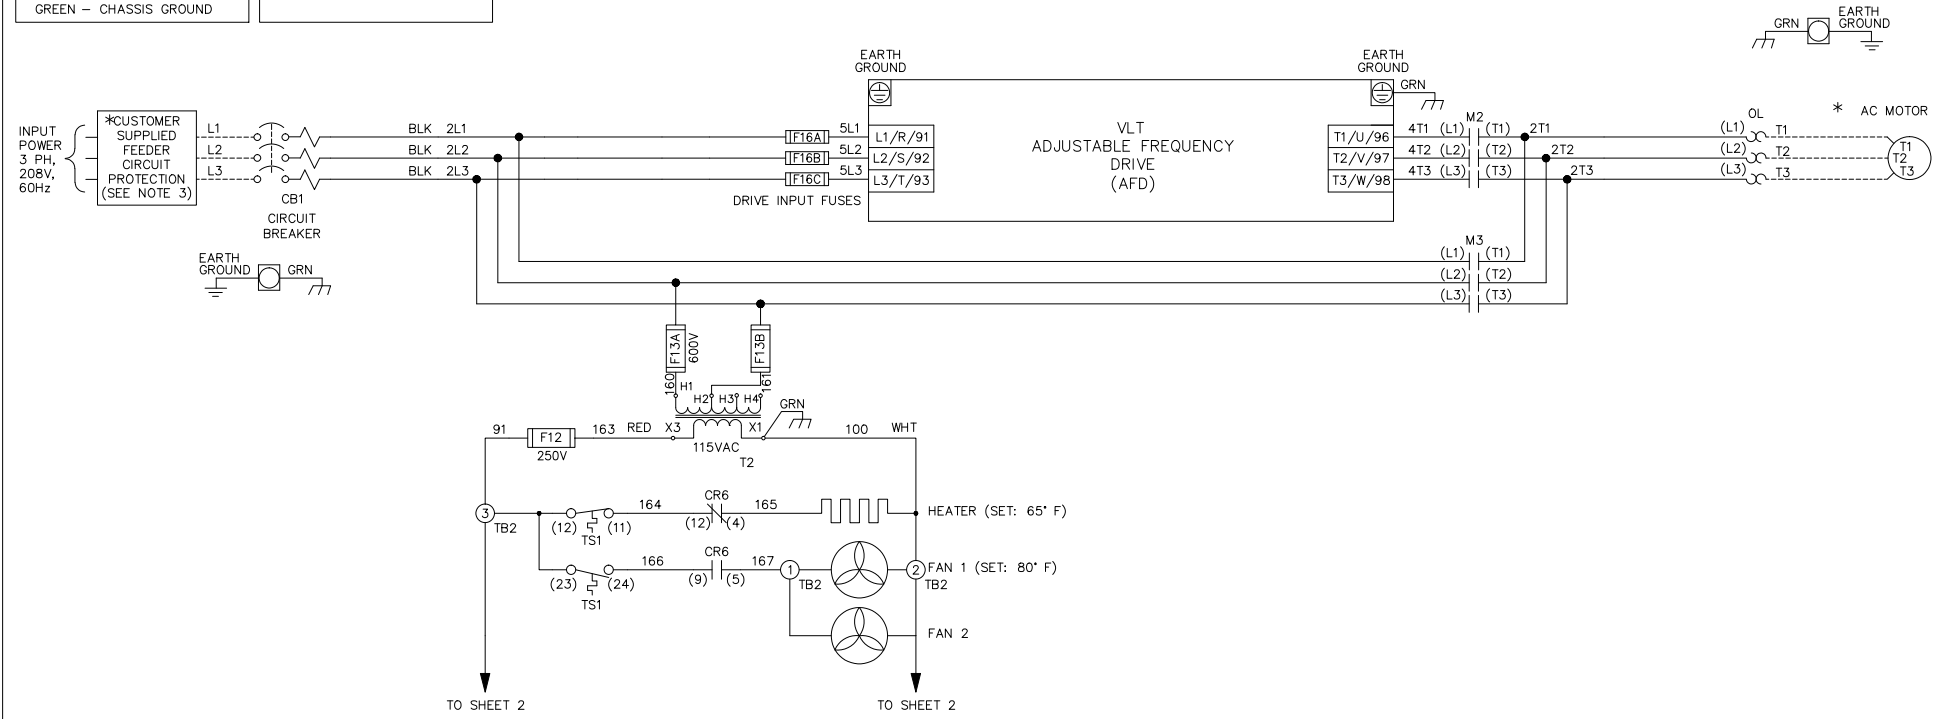 GREEN – CHASSIS GROUND
GRN
EARTH
GROUND
EARTH
GROUND
EARTH
GROUND
GRN
INPUT
POWER
3 PH,
208V,
60Hz
*CUSTOMER
SUPPLIED
FEEDER
CIRCUIT
PROTECTION
(SEE NOTE 3)
L1
L2
L3
CB1
CIRCUIT
BREAKER
BLK 2L1
BLK 2L2
BLK 2L3
F16A
F16B
F16C
DRIVE INPUT FUSES
5L1
5L2
5L3
L1/R/91
L2/S/92
L3/T/93
VLT
ADJUSTABLE FREQUENCY
DRIVE
(AFD)
T1/U/96
T2/V/97
T3/W/98
4T1 (L1) M2 (T1) 2T1
4T2 (L2) (T2) 2T2
4T3 (L3) (T3) 2T3
OL
(L1) T1
(L2) T2
(L3) T3
* AC MOTOR
T1
T2
T3
M3
(L1) (T1)
(L2) (T2)
(L3) (T3)
EARTH
GROUND
GRN
F13A
600V
F13B
160
161
H1
H2 H3 H4
GRN
91
F12
250V
163 RED X3
115VAC
X1
T2
100 WHT
3
TB2
(12) (11)
TS1
164
CR6
(12) (4)
165
HEATER (SET: 65° F)
(23) (24)
TS1
166
CR6
(9) (5)
167
1
TB2
2
TB2
FAN 1 (SET: 80° F)
FAN 2
TO SHEET 2
TO SHEET 2